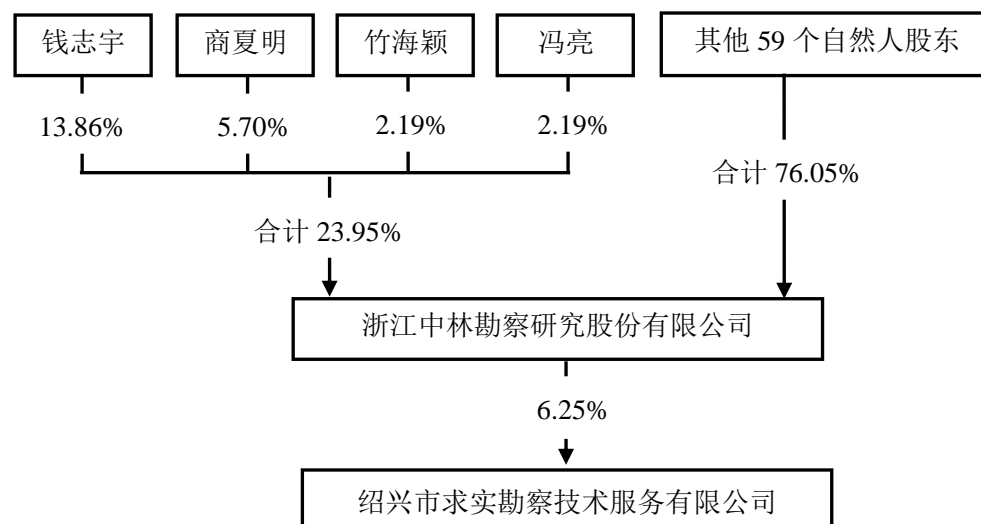 钱志宇 商夏明 竹海颖 冯亮 其他 59 个自然人股东
13.86% 5.70% 2.19% 2.19%
合计 76.05%
合计 23.95%
浙江中林勘察研究股份有限公司
6.25%
绍兴市求实勘察技术服务有限公司